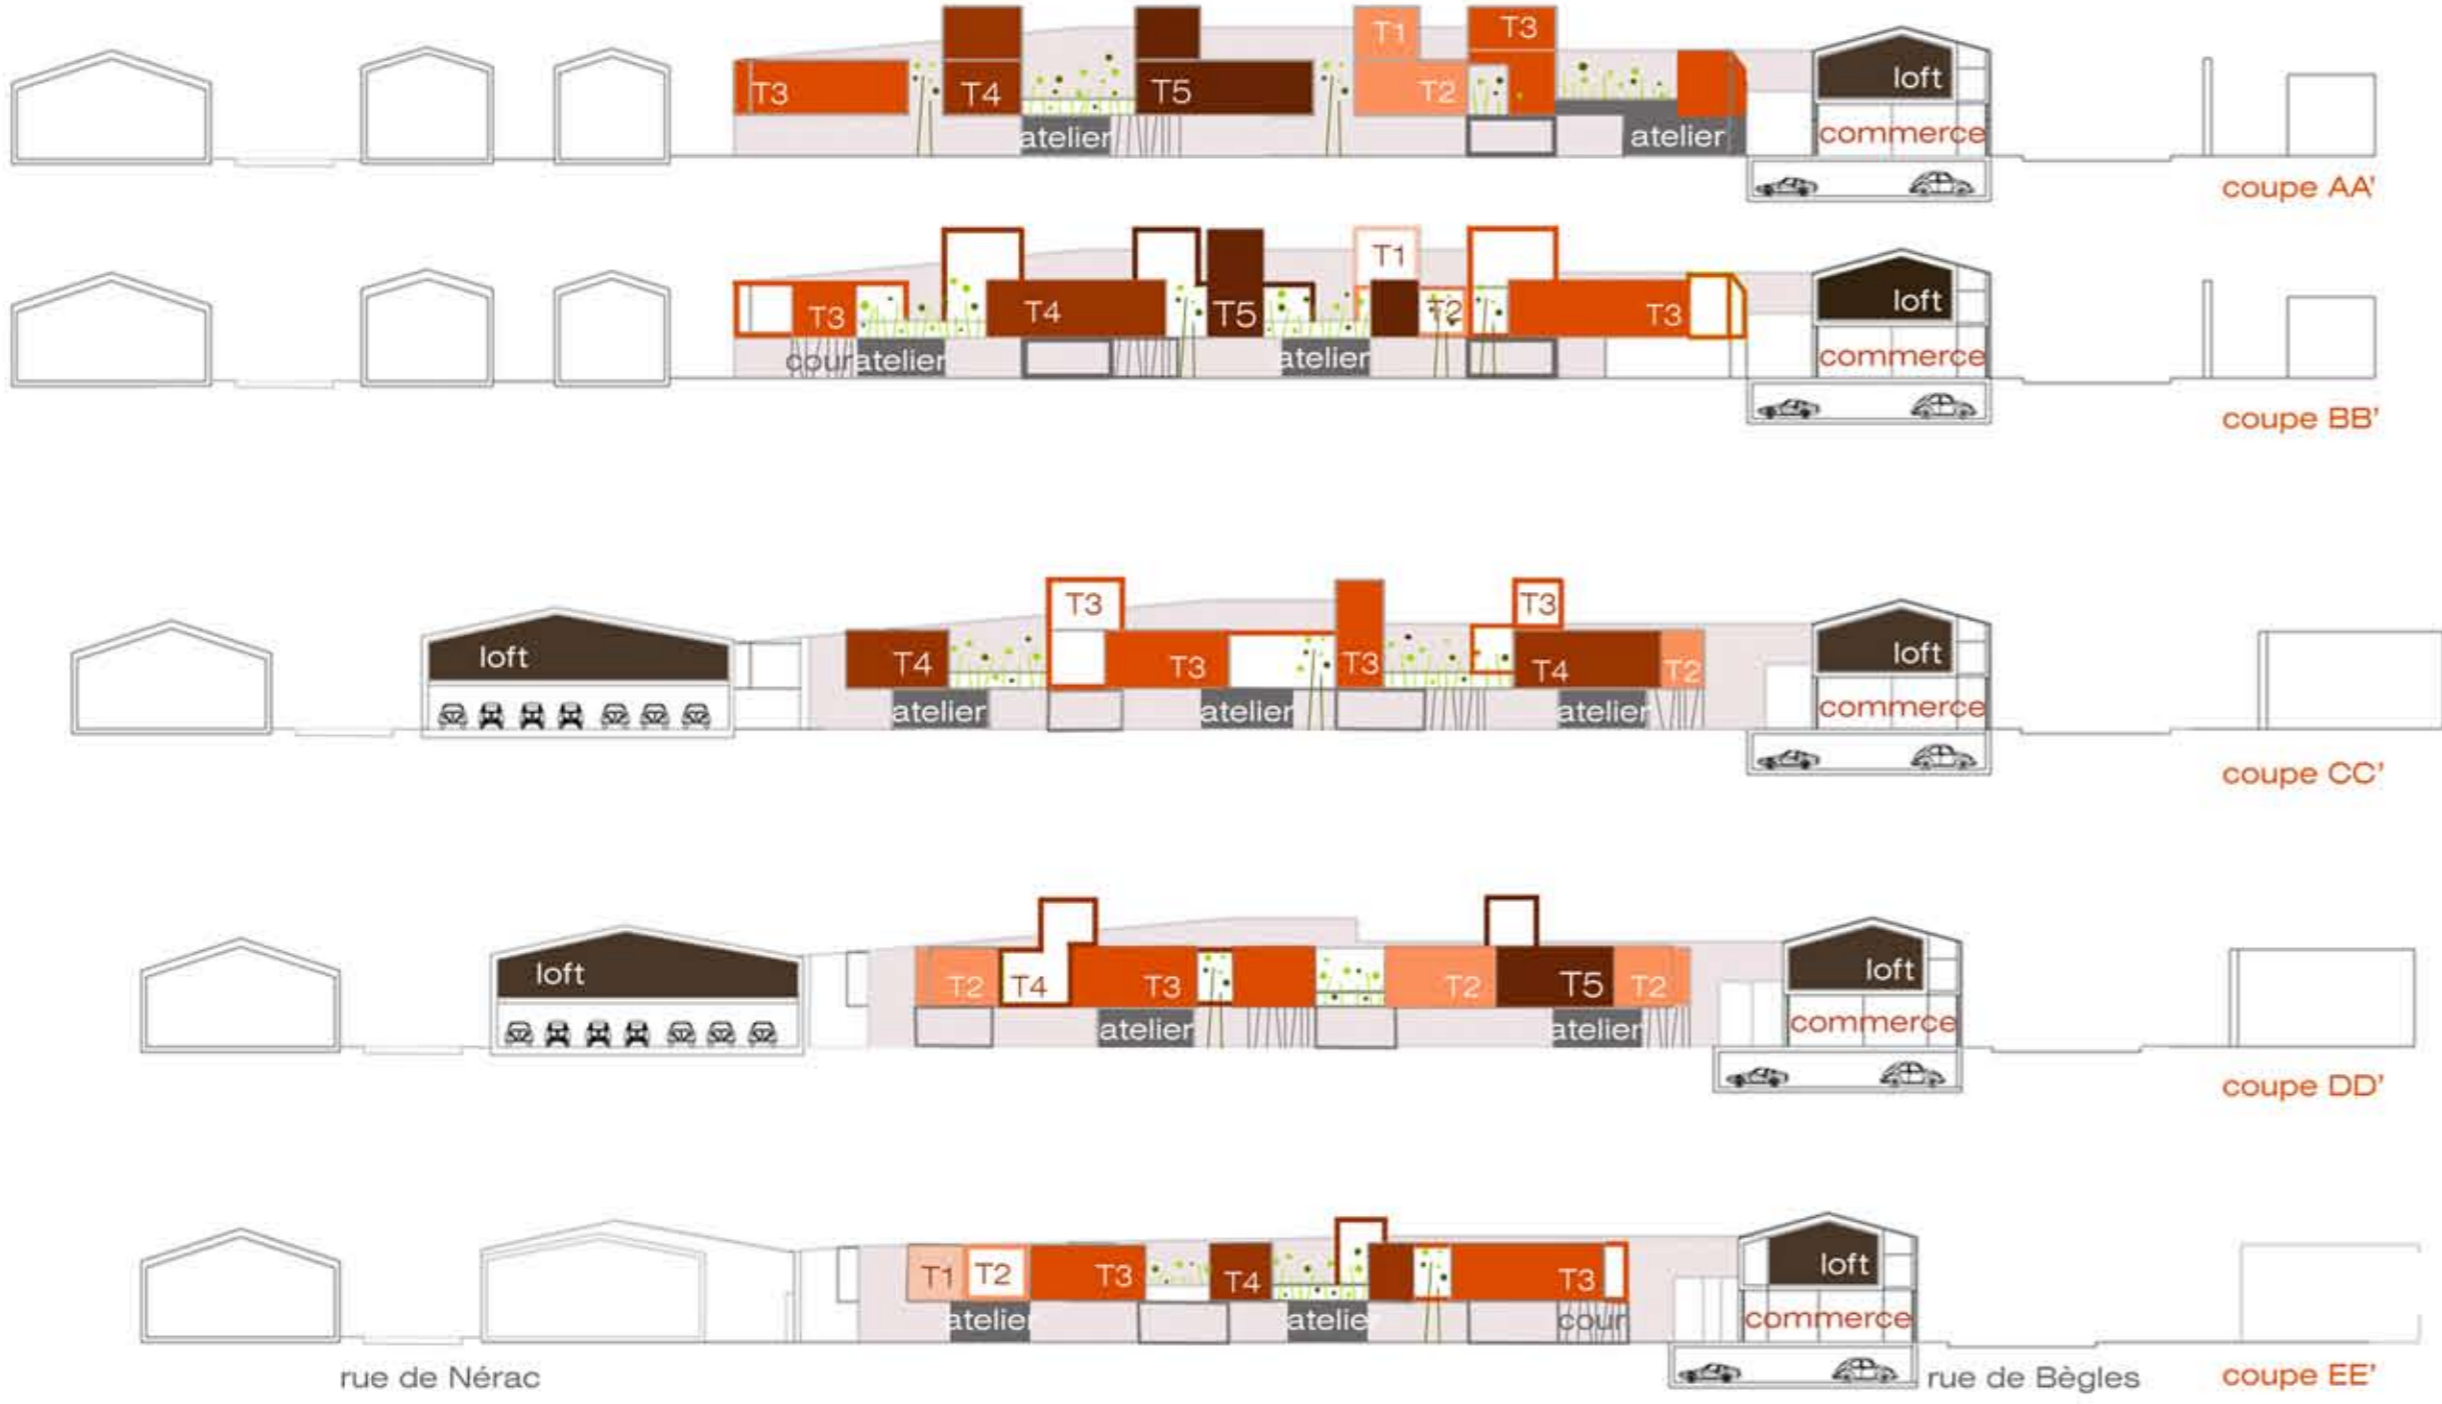 T1 T3
T3 T4 T5 T2 loft
atelier atelier commerce
coupe AA'
T1
T3 T4 T5 T2 T3 loft
cour atelier atelier commerce
coupe BB'
T3 T3
T4 T3 T3 T4 T2 loft loft
atelier atelier atelier commerce
coupe CC'
loft T2 T4 T3 T2 T5 T2 loft
atelier atelier commerce
coupe DD'
T1 T2 T3 T4 T3 loft
atelier atelier cour commerce
rue de Nérac rue de Bègles coupe EE'